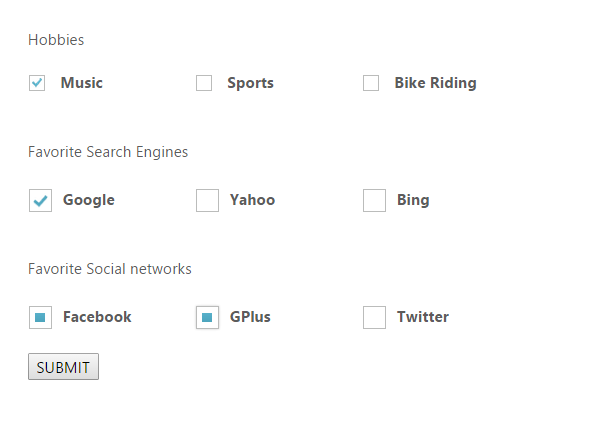 Hobbies
Music Sports Bike Riding
Favorite Search Engines
Google Yahoo Bing
Favorite Social networks
Facebook GPlus Twitter
SUBMIT